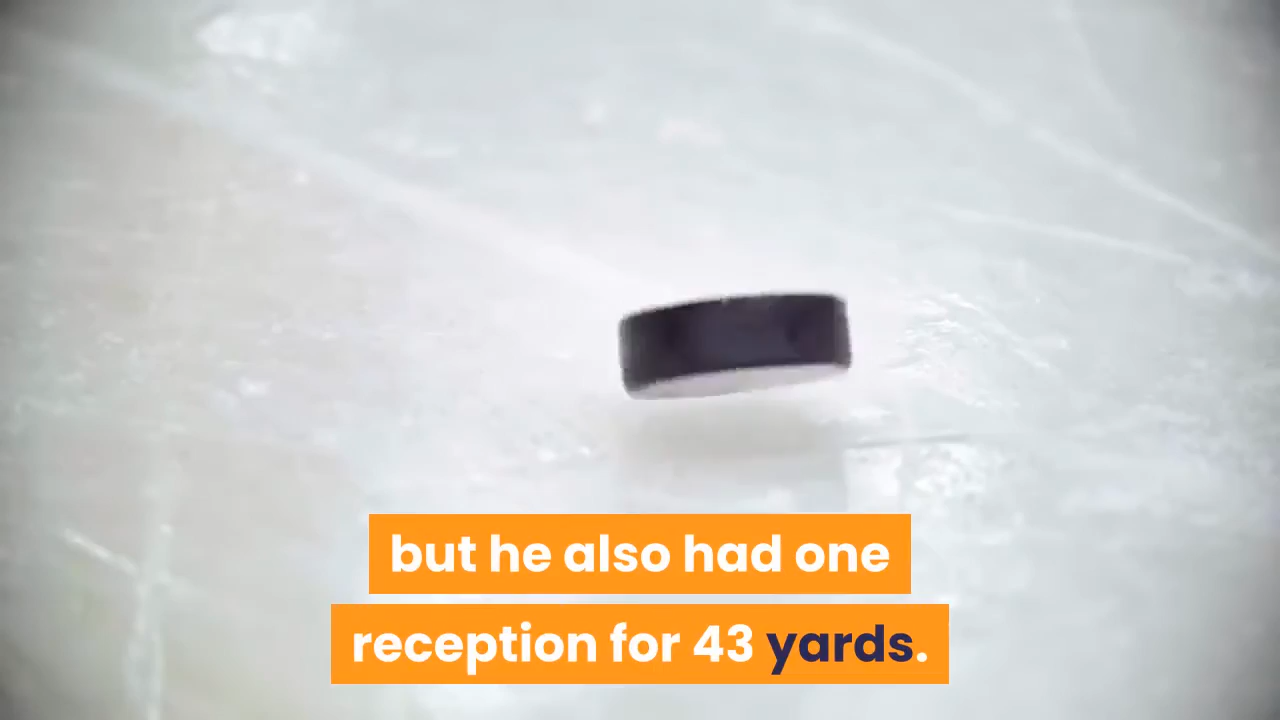 but he also had one
reception for 43 yards.